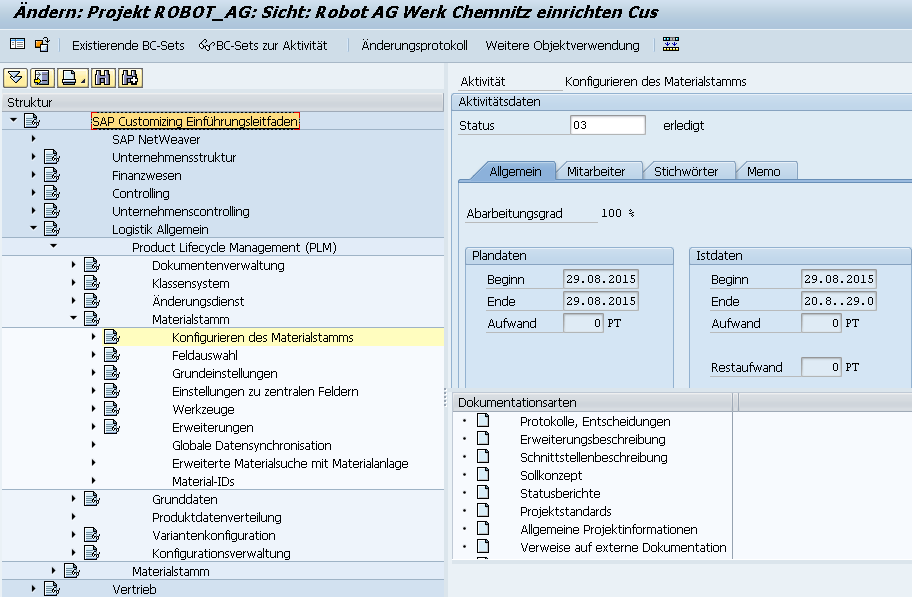 Ändern: Projekt ROBOT_AG: Sicht: Robot AG Werk Chemnitz einrichten Cus
Existierende BC-Sets BC-Sets zur Aktivität Änderungsprotokoll Weitere Objektverwendung
Struktur
SAP Customizing Einführungsleitfaden
SAP NetWeaver
Unternehmensstruktur
Finanzwesen
Controlling
Unternehmenscontrolling
Logistik Allgemein
Product Lifecycle Management (PLM)
Dokumentenverwaltung
Klassensystem
Änderungsdienst
Materialstamm
Konfigurieren des Materialstamms
Feldauswahl
Grundeinstellungen
Einstellungen zu zentralen Feldern
Werkzeuge
Erweiterungen
Globale Datensynchronisation
Erweiterte Materialsuche mit Materialanlage
Material-IDs
Grunddaten
Produktdatenverteilung
Variantenkonfiguration
Konfigurationsverwaltung
Materialstamm
Vertrieb
Aktivität Konfigurieren des Materialstamms
Aktivitätsdaten
Status 03 erledigt
Allgemein Mitarbeiter Stichwörter Memo
Abarbeitungsgrad 100 %
Plandaten
Beginn 29.08.2015
Ende 29.08.2015
Aufwand 0 PT
Istdaten
Beginn 29.08.2015
Ende 20.8..29.0
Aufwand 0 PT
Restaufwand 0 PT
Dokumentationsarten
Protokolle, Entscheidungen
Erweiterungsbeschreibung
Schnittstellenbeschreibung
Sollkonzept
Statusberichte
Projektstandards
Allgemeine Projektinformationen
Verweise auf externe Dokumentation